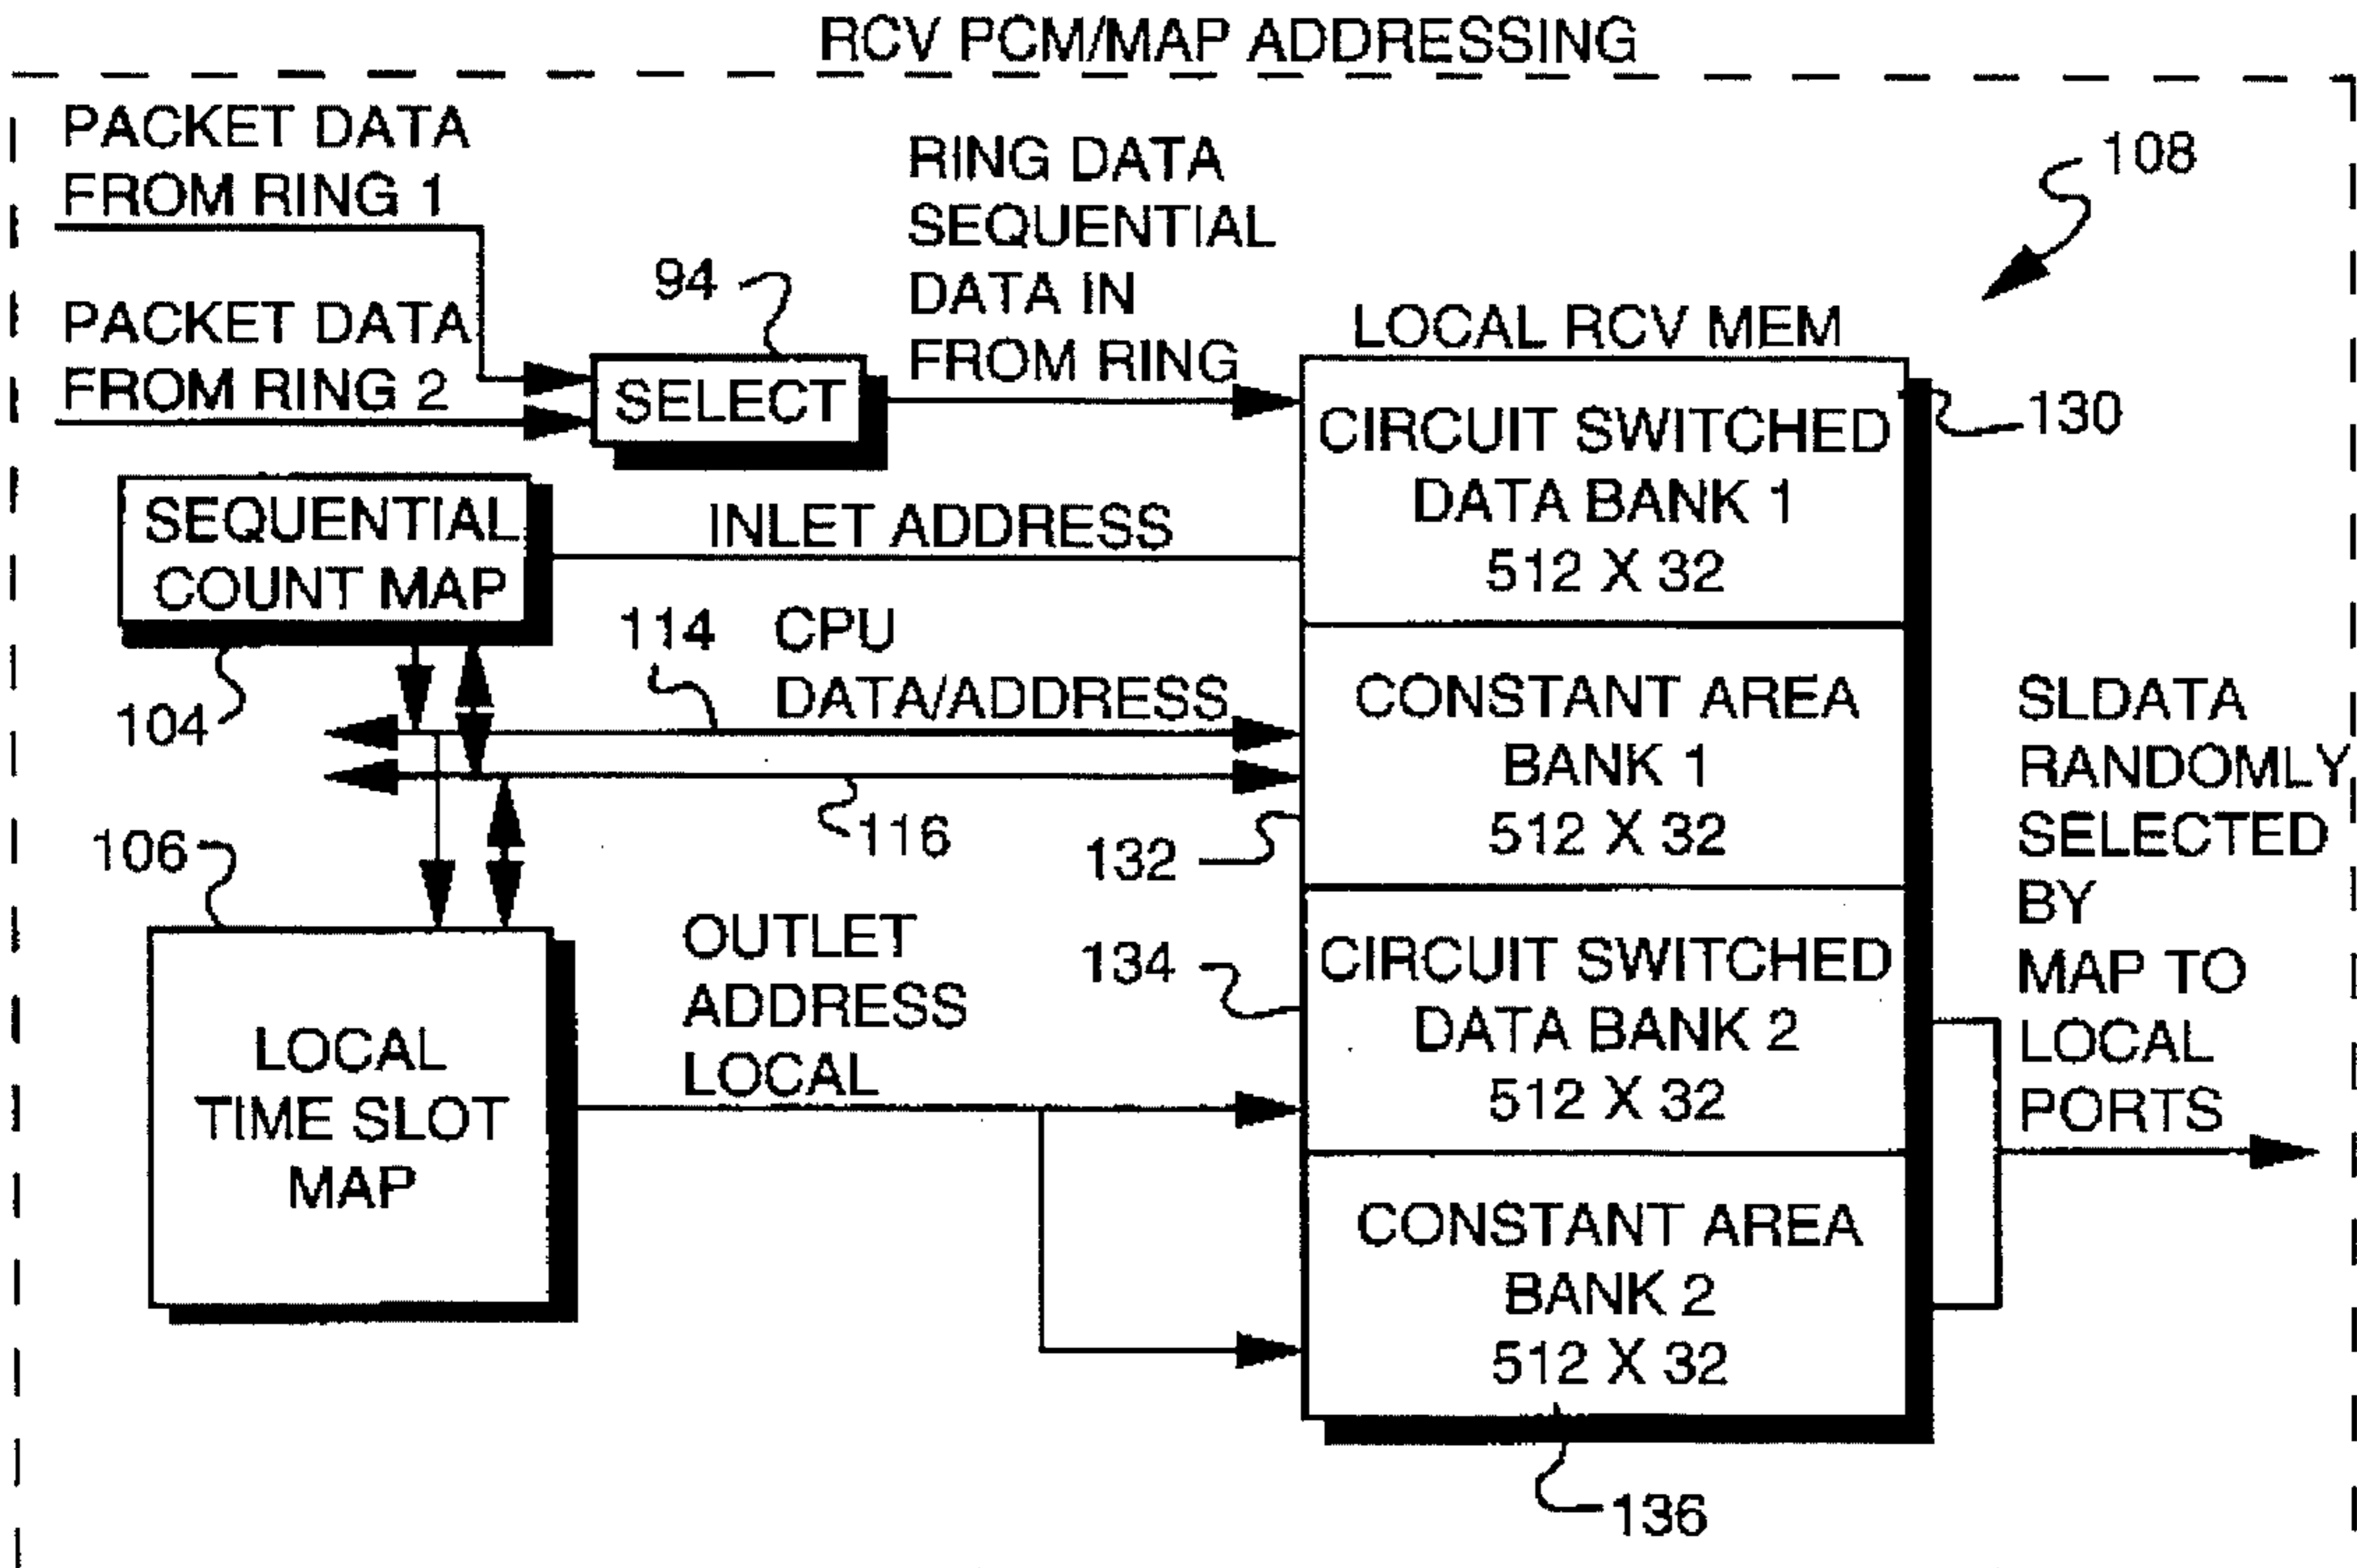 RCV PCM/MAP ADDRESSING
PACKET DATA
FROM RING 1
PACKET DATA
FROM RING 2
94
SELECT
RING DATA
SEQUENTIAL
DATA IN
FROM RING
108
LOCAL RCV MEM
CIRCUIT SWITCHED
DATA BANK 1
512 X 32
130
SEQUENTIAL
COUNT MAP
INLET ADDRESS
104
114
CPU
DATA/ADDRESS
116
CONSTANT AREA
BANK 1
512 X 32
132
106
LOCAL
TIME SLOT
MAP
OUTLET
ADDRESS
LOCAL
134
CIRCUIT SWITCHED
DATA BANK 2
512 X 32
CONSTANT AREA
BANK 2
512 X 32
136
SLDATA
RANDOMLY
SELECTED
BY
MAP TO
LOCAL
PORTS